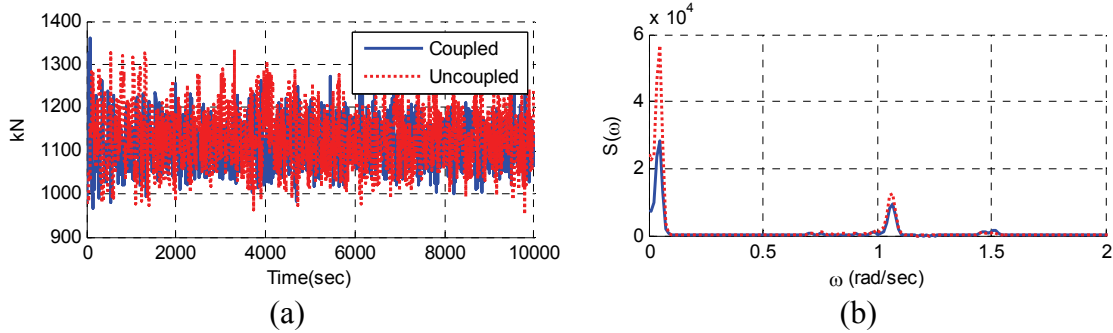 1400
1300
1200
1100
1000
900
kN
0 2000 4000 6000 8000 10000
Time(sec)
Coupled
Uncoupled
(a)
x 10^4
6
4
2
0
S(ω)
0 0.5 1 1.5 2
ω (rad/sec)
(b)